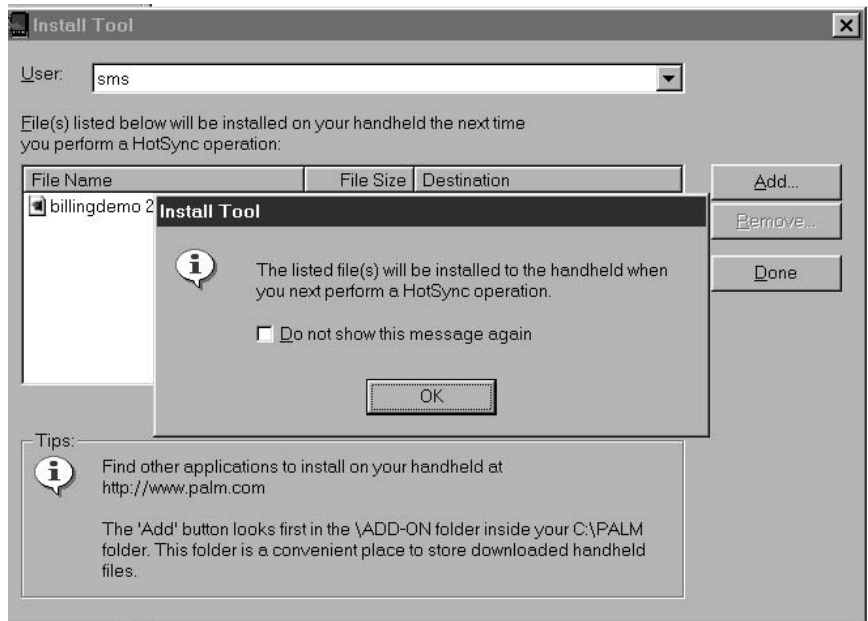 Install Tool
User:
sms
File(s) listed below will be installed on your handheld the next time
you perform a HotSync operation:
File Name File Size Destination
billingdemo 2
Add...
Remove...
Done
Install Tool
The listed file(s) will be installed to the handheld when
you next perform a HotSync operation.
Do not show this message again
OK
Tips:
Find other applications to install on your handheld at
http://www.palm.com
The 'Add' button looks first in the \ADD-ON folder inside your C:\PALM
folder. This folder is a convenient place to store downloaded handheld
files.